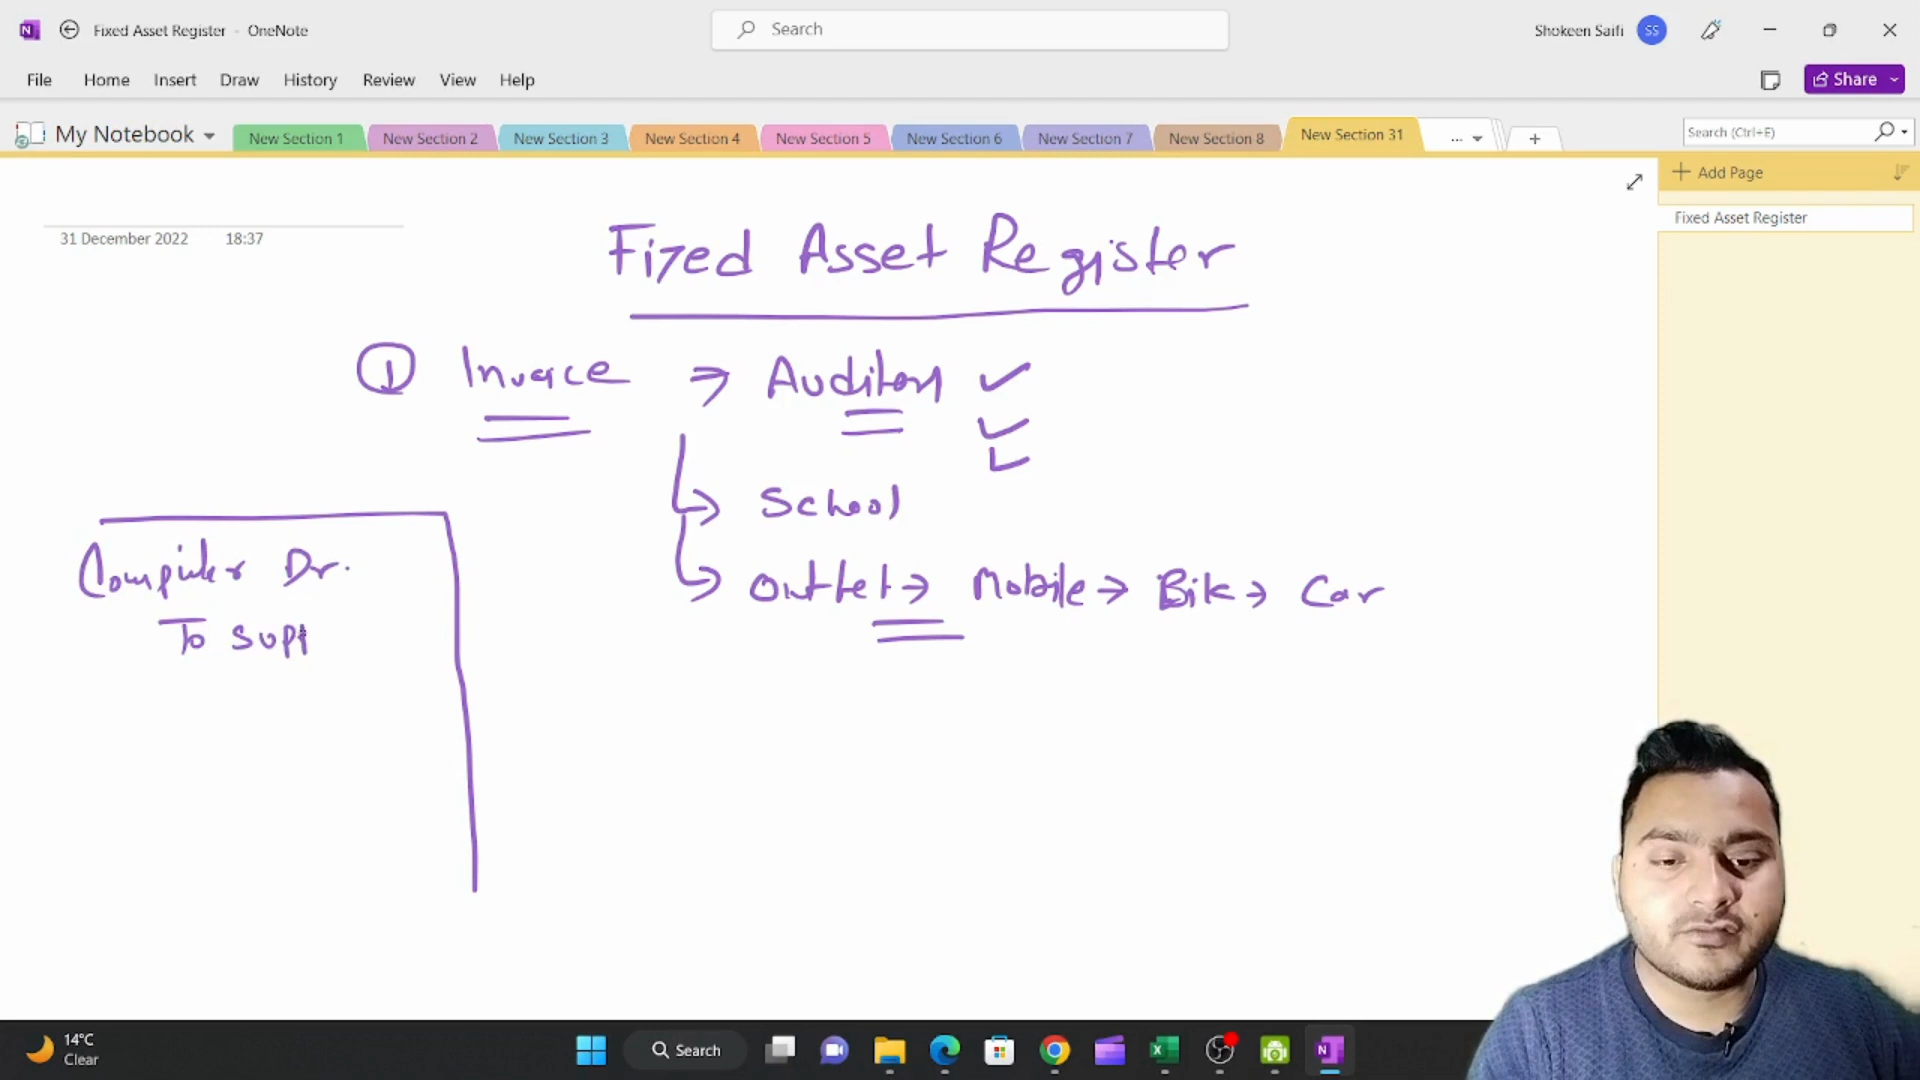 Fixed Asset Register - OneNote
Search
Shokeen Saifi
SS
File Home Insert Draw History Review View Help
Share
My Notebook
New Section 1
New Section 2
New Section 3
New Section 4
New Section 5
New Section 6
New Section 7
New Section 8
New Section 31
...
Search (Ctrl+E)
Add Page
Fixed Asset Register
31 December 2022 18:37
Fixed Asset Register
① Invoice → Auditors ✓
→ School
→ Outlet → Mobile → Bik → Car
Computer Dr.
To Supp
14°C
Clear
Search